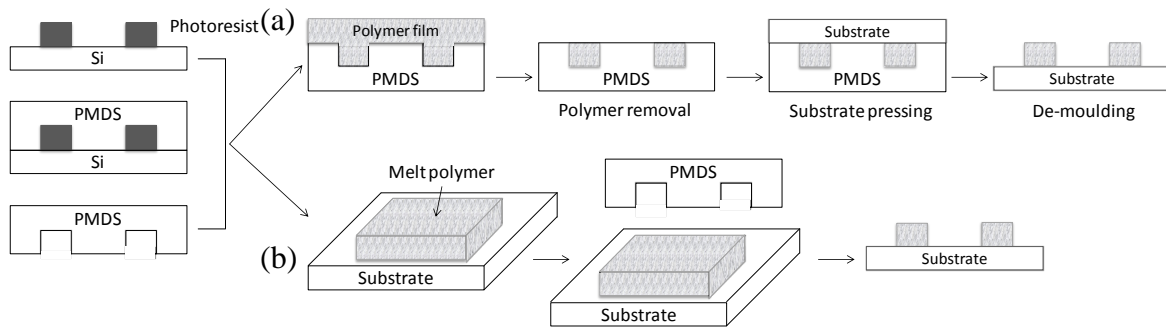 Photoresist
Si
PMDS
Si
PMDS
(a)
Polymer film
PMDS
PMDS
Polymer removal
Substrate
PMDS
Substrate pressing
Substrate
De-moulding
(b)
Melt polymer
Substrate
PMDS
Substrate
Substrate